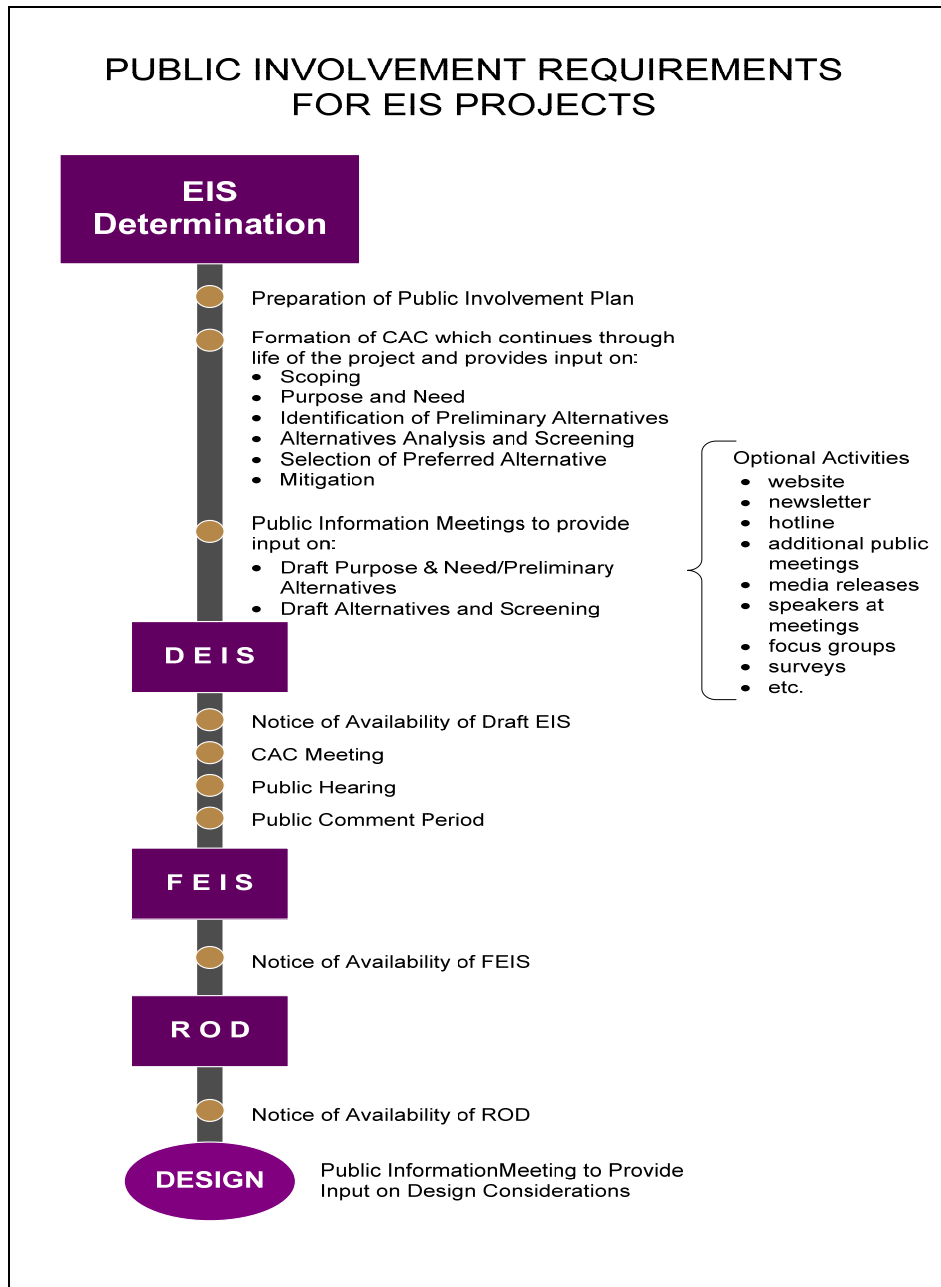 PUBLIC INVOLVEMENT REQUIREMENTS
FOR EIS PROJECTS
EIS
Determination
Preparation of Public Involvement Plan
Formation of CAC which continues through
life of the project and provides input on:
• Scoping
• Purpose and Need
• Identification of Preliminary Alternatives
• Alternatives Analysis and Screening
• Selection of Preferred Alternative
• Mitigation
Public Information Meetings to provide
input on:
• Draft Purpose & Need/Preliminary
Alternatives
• Draft Alternatives and Screening
Optional Activities
• website
• newsletter
• hotline
• additional public
meetings
• media releases
• speakers at
meetings
• focus groups
• surveys
• etc.
D E I S
Notice of Availability of Draft EIS
CAC Meeting
Public Hearing
Public Comment Period
F E I S
Notice of Availability of FEIS
R O D
Notice of Availability of ROD
DESIGN
Public InformationMeeting to Provide
Input on Design Considerations